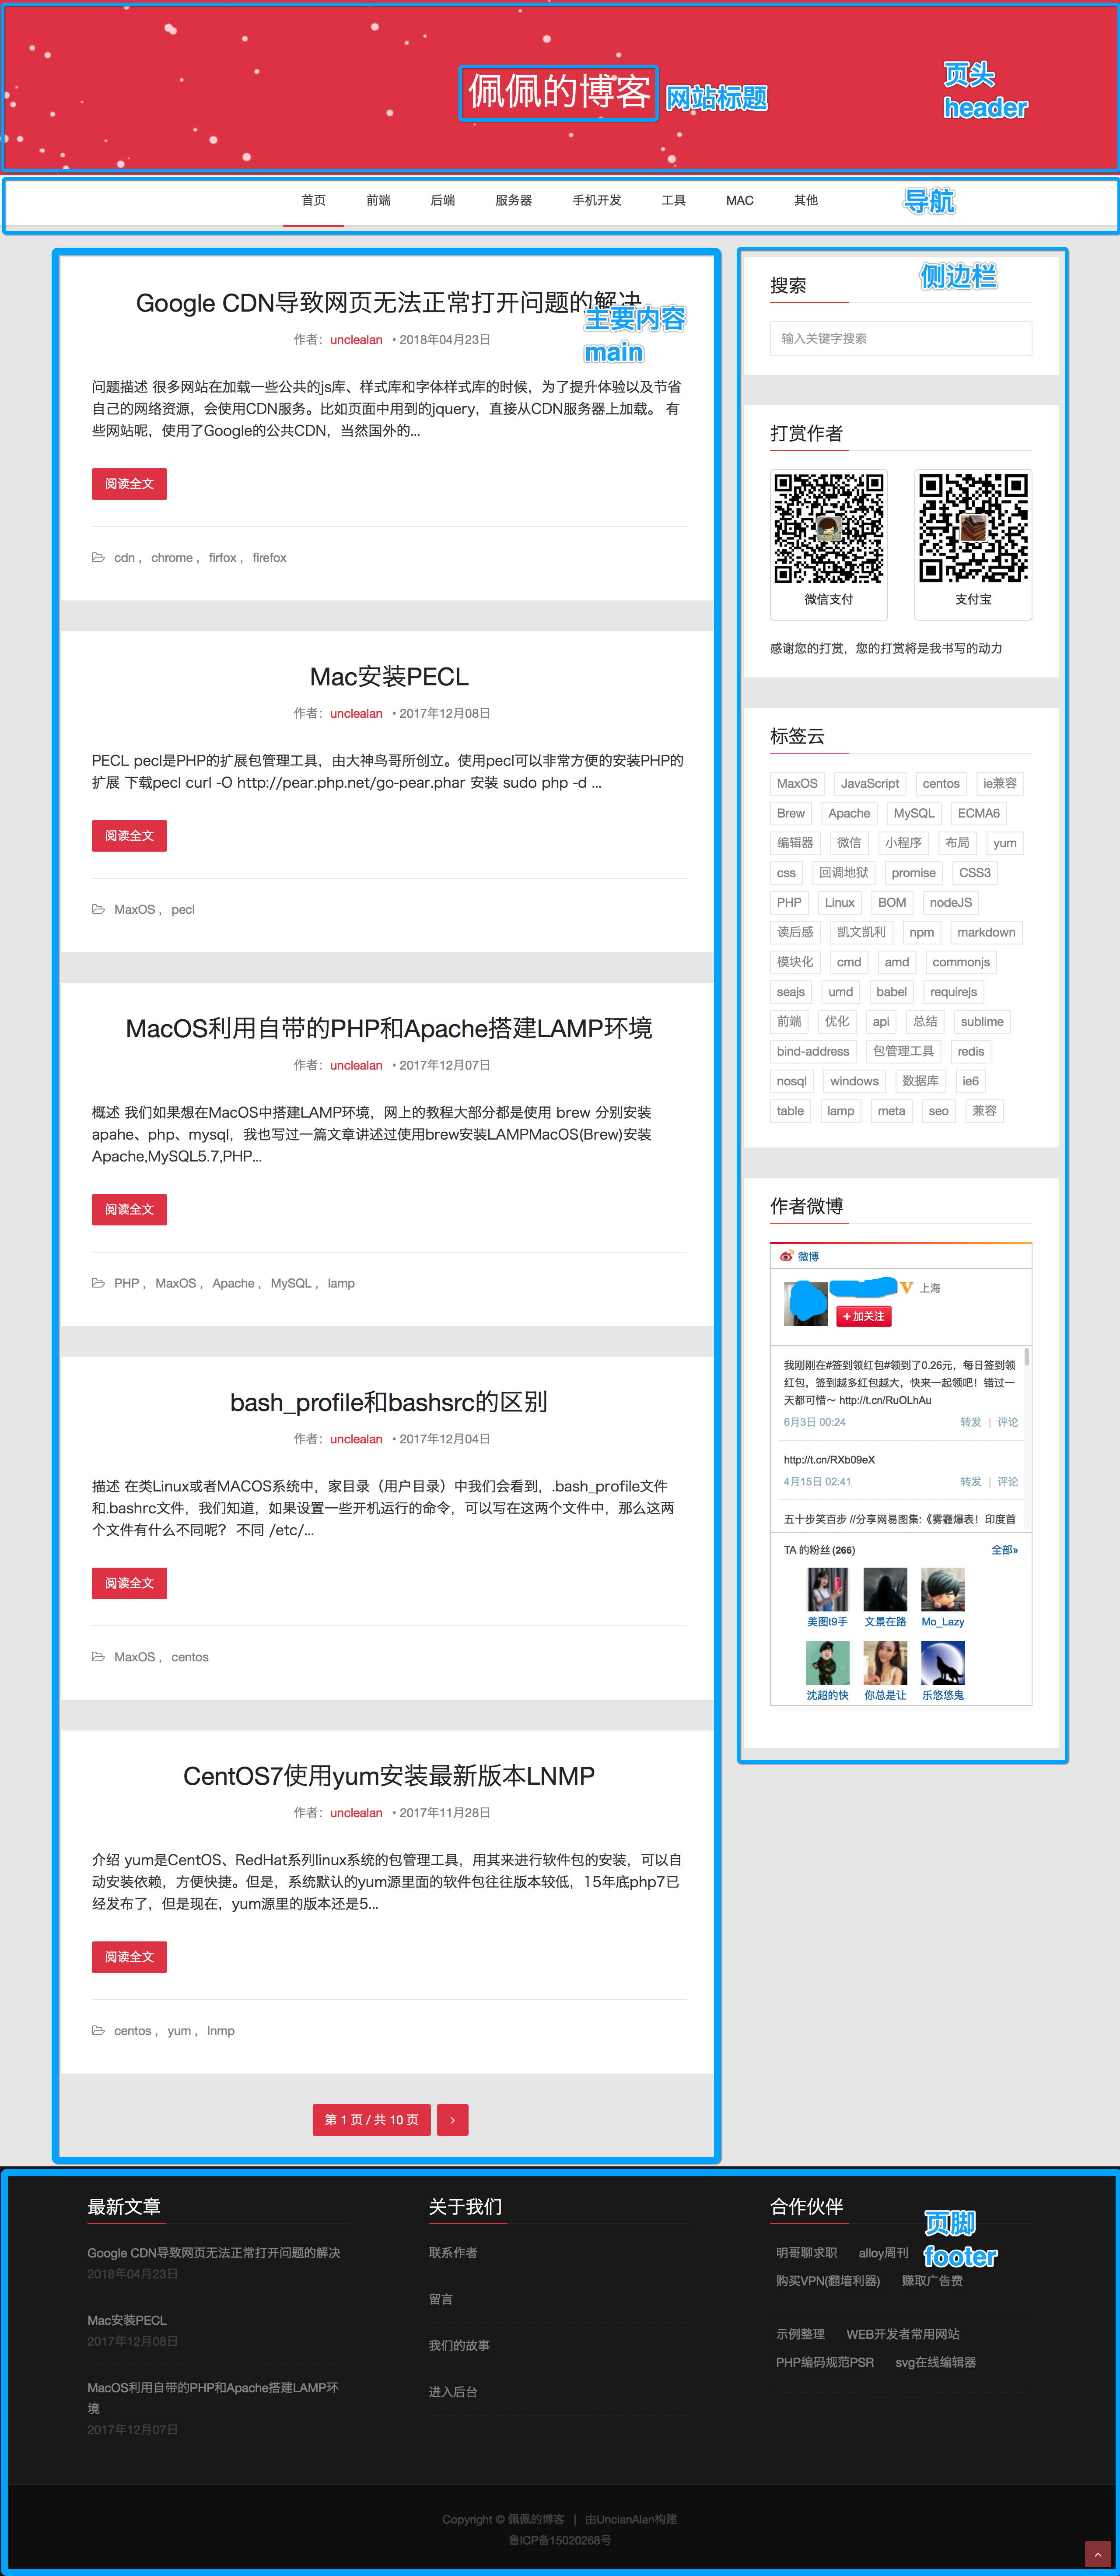 佩佩的博客
网站标题
页头
header
首页 前端 后端 服务器 手机开发 工具 MAC 其他
导航
Google CDN导致网页无法正常打开问题的解决
主要内容
main
作者：unclealan • 2018年04月23日
问题描述 很多网站在加载一些公共的js库、样式库和字体样式库的时候，为了提升体验以及节省
自己的网络资源，会使用CDN服务。比如页面中用到的jquery，直接从CDN服务器上加载。 有
些网站呢，使用了Google的公共CDN，当然国外的...
阅读全文
cdn , chrome , firfox , firefox
Mac安装PECL
作者：unclealan • 2017年12月08日
PECL pecl是PHP的扩展包管理工具，由大神鸟哥所创立。使用pecl可以非常方便的安装PHP的
扩展 下载pecl curl -O http://pear.php.net/go-pear.phar 安装 sudo php -d ...
阅读全文
MaxOS , pecl
MacOS利用自带的PHP和Apache搭建LAMP环境
作者：unclealan • 2017年12月07日
概述 我们如果想在MacOS中搭建LAMP环境，网上的教程大部分都是使用 brew 分别安装
apahe、php、mysql，我也写过一篇文章讲述过使用brew安装LAMPMacOS(Brew)安装
Apache,MySQL5.7,PHP...
阅读全文
PHP , MaxOS , Apache , MySQL , lamp
bash_profile和bashsrc的区别
作者：unclealan • 2017年12月04日
描述 在类Linux或者MACOS系统中，家目录（用户目录）中我们会看到，.bash_profile文件
和.bashrc文件，我们知道，如果设置一些开机运行的命令，可以写在这两个文件中，那么这两
个文件有什么不同呢？ 不同 /etc/...
阅读全文
MaxOS , centos
CentOS7使用yum安装最新版本LNMP
作者：unclealan • 2017年11月28日
介绍 yum是CentOS、RedHat系列linux系统的包管理工具，用其来进行软件包的安装，可以自
动安装依赖，方便快捷。但是，系统默认的yum源里面的软件包往往版本较低，15年底php7已
经发布了，但是现在，yum源里的版本还是5...
阅读全文
centos , yum , lnmp
第 1 页 / 共 10 页 ›
侧边栏
搜索
输入关键字搜索
打赏作者
微信支付 支付宝
感谢您的打赏，您的打赏将是我书写的动力
标签云
MaxOS JavaScript centos ie兼容
Brew Apache MySQL ECMA6
编辑器 微信 小程序 布局 yum
css 回调地狱 promise CSS3
PHP Linux BOM nodeJS
读后感 凯文凯利 npm markdown
模块化 cmd amd commonjs
seajs umd babel requirejs
前端 优化 api 总结 sublime
bind-address 包管理工具 redis
nosql windows 数据库 ie6
table lamp meta seo 兼容
作者微博
微博
V 上海
+加关注
我刚刚在#签到领红包#领到了0.26元，每日签到领
红包，签到越多红包越大，快来一起领吧！错过一
天都可惜～ http://t.cn/RuOLhAu
6月3日 00:24 转发 | 评论
http://t.cn/RXb09eX
4月15日 02:41 转发 | 评论
五十步笑百步 //分享网易图集:《雾霾爆表！印度首
TA 的粉丝 (266) 全部»
美图t9手 文景在路 Mo_Lazy
沈超的快 你总是让 乐悠悠鬼
最新文章
Google CDN导致网页无法正常打开问题的解决
2018年04月23日
Mac安装PECL
2017年12月08日
MacOS利用自带的PHP和Apache搭建LAMP环
境
2017年12月07日
关于我们
联系作者
留言
我们的故事
进入后台
合作伙伴
页脚
footer
明哥聊求职 alloy周刊
购买VPN(翻墙利器) 赚取广告费
示例整理 WEB开发者常用网站
PHP编码规范PSR svg在线编辑器
Copyright © 佩佩的博客 | 由UnclanAlan构建
鲁ICP备15020268号